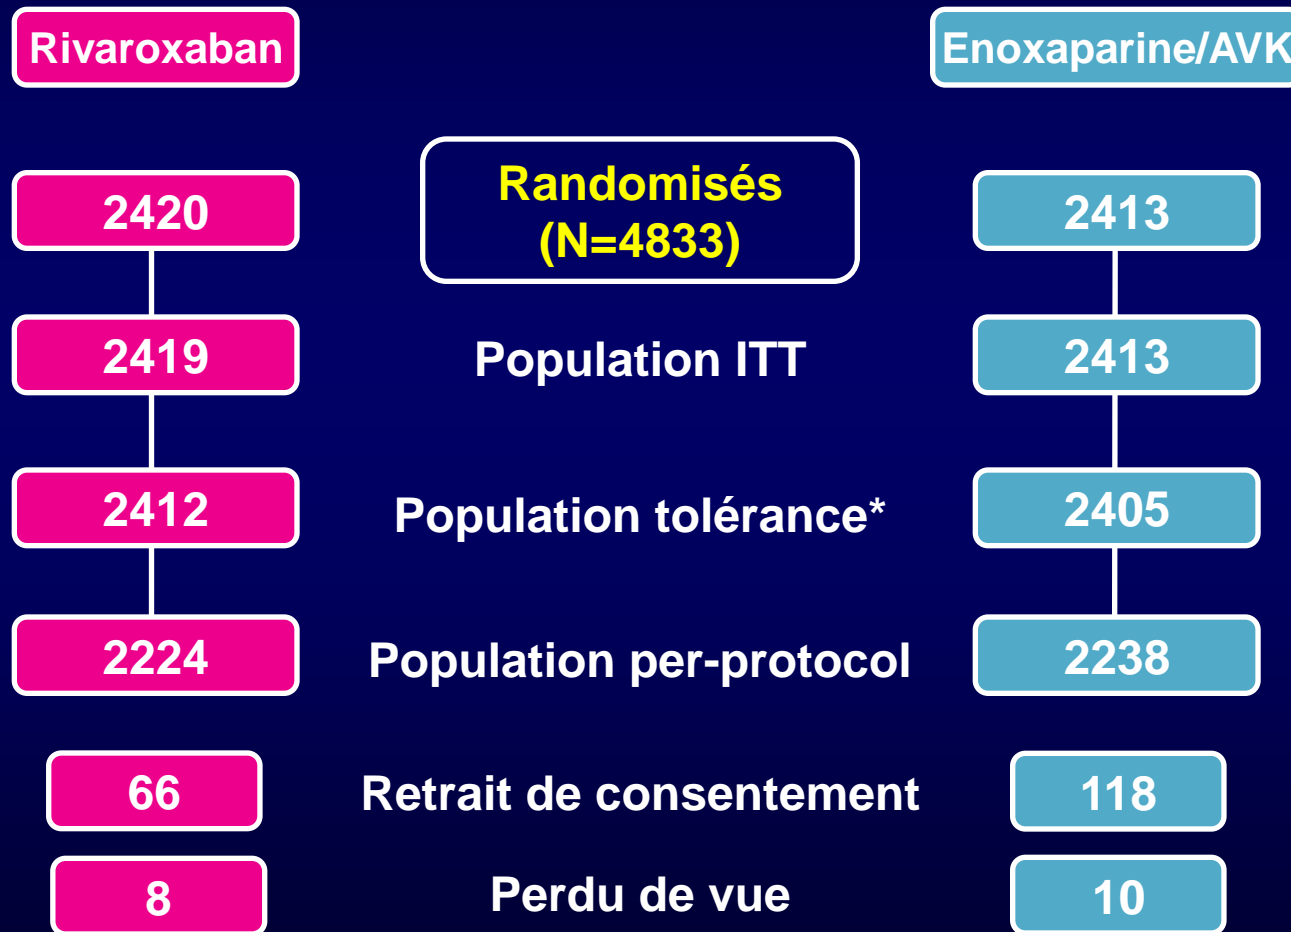 Rivaroxaban
Enoxaparine/AVK
Randomisés
(N=4833)
2420
2413
2419
Population ITT
2413
2412
Population tolérance*
2405
2224
Population per-protocol
2238
66
Retrait de consentement
118
8
Perdu de vue
10